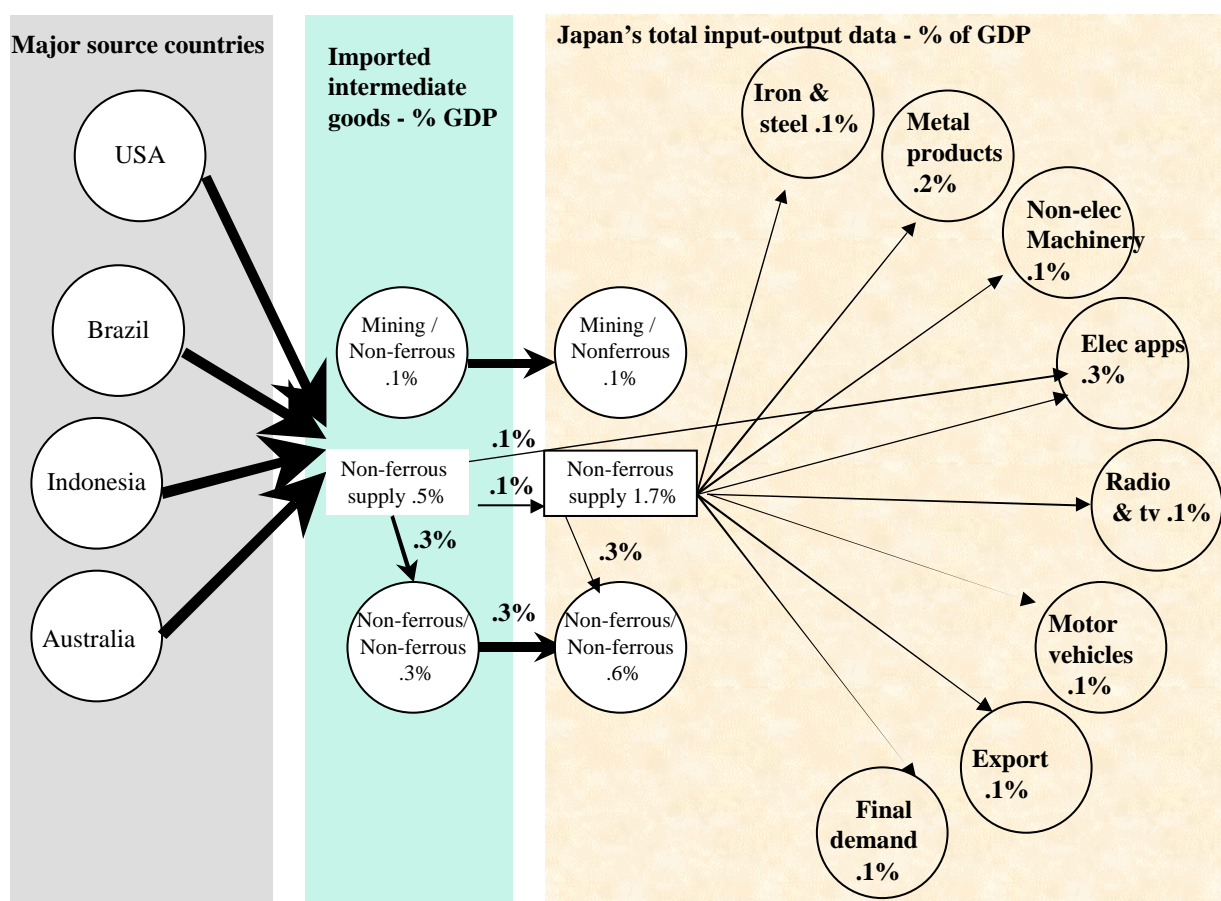 Major source countries
USA
Brazil
Indonesia
Australia
Imported
intermediate
goods - % GDP
Mining /
Non-ferrous
.1%
.1%
Non-ferrous
supply .5%
.1%
.3%
Non-ferrous/
Non-ferrous
.3%
.3%
Japan’s total input-output data - % of GDP
Mining /
Nonferrous
.1%
Non-ferrous
supply 1.7%
.3%
Non-ferrous/
Non-ferrous
.6%
Iron &
steel .1%
Metal
products
.2%
Non-elec
Machinery
.1%
Elec apps
.3%
Radio
& tv .1%
Motor
vehicles
.1%
Export
.1%
Final
demand
.1%